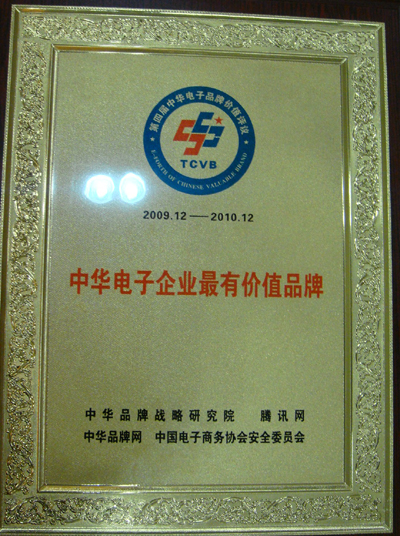 第四届中华电子品牌价值评议
TCVB
E-FORTH OF CHINESE VALUABLE BRAND
2009.12—2010.12
中华电子企业最有价值品牌
中华品牌战略研究院 腾讯网
中华品牌网 中国电子商务协会安全委员会